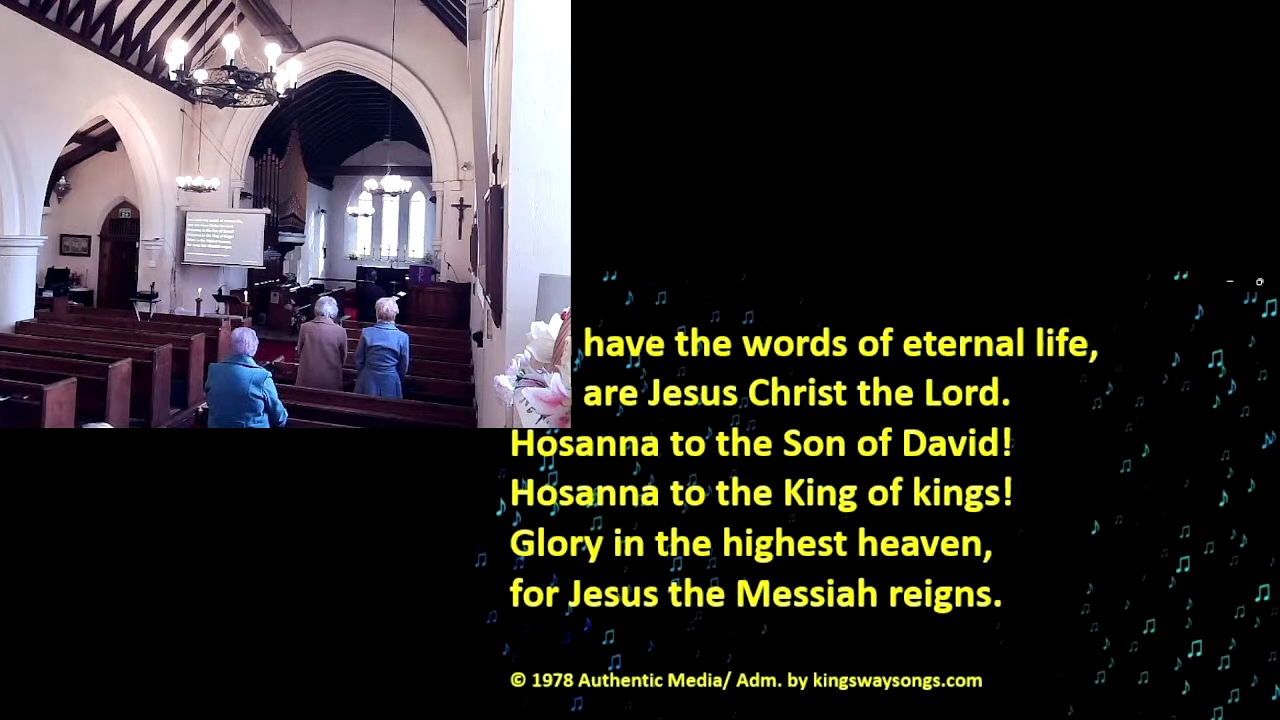 have the words of eternal life,
are Jesus Christ the Lord.
Hosanna to the Son of David!
Hosanna to the King of kings!
Glory in the highest heaven,
for Jesus the Messiah reigns.
© 1978 Authentic Media/ Adm. by kingswaysongs.com